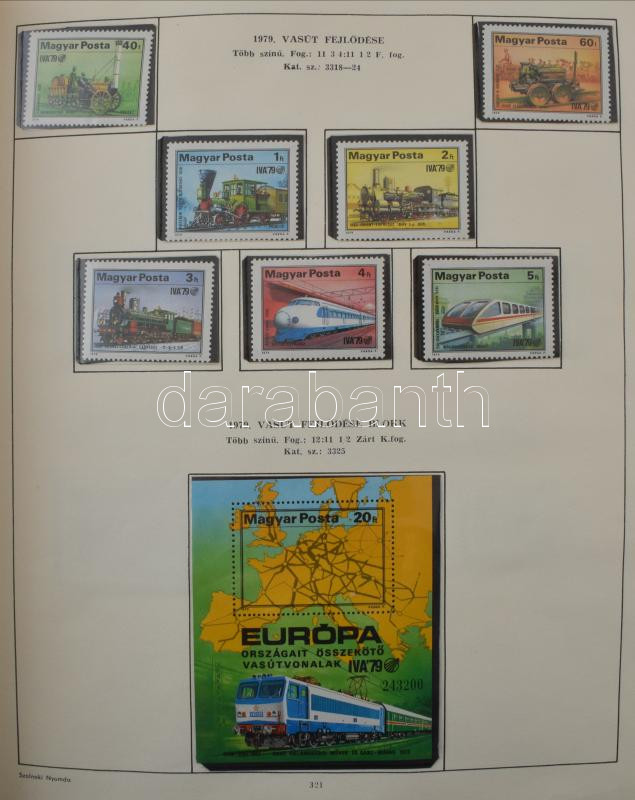 1979. VASÚT FEJLŐDÉSE
Több színű. Fog.: 11 3 4:11 1 2 F. fog.
Kat. sz.: 3318—24
Magyar Posta 40f
IVA'79
Magyar Posta 60f
IVA'79
Magyar Posta 1ft
IVA'79
Magyar Posta 2ft
IVA'79
Magyar Posta 3ft
IVA'79
Magyar Posta 4ft
IVA'79
Magyar Posta 5ft
IVA'79
darabanth
1979. VASÚT FEJLŐDÉSE BLOKK
Több színű. Fog.: 12:11 1/2 Zárt K.fog.
Kat. sz.: 3325
Magyar Posta 20ft
EURÓPA
ORSZÁGAIT ÖSSZEKÖTŐ
VASÚTVONALAK IVA'79
243200
Szolnoki Nyomda
321